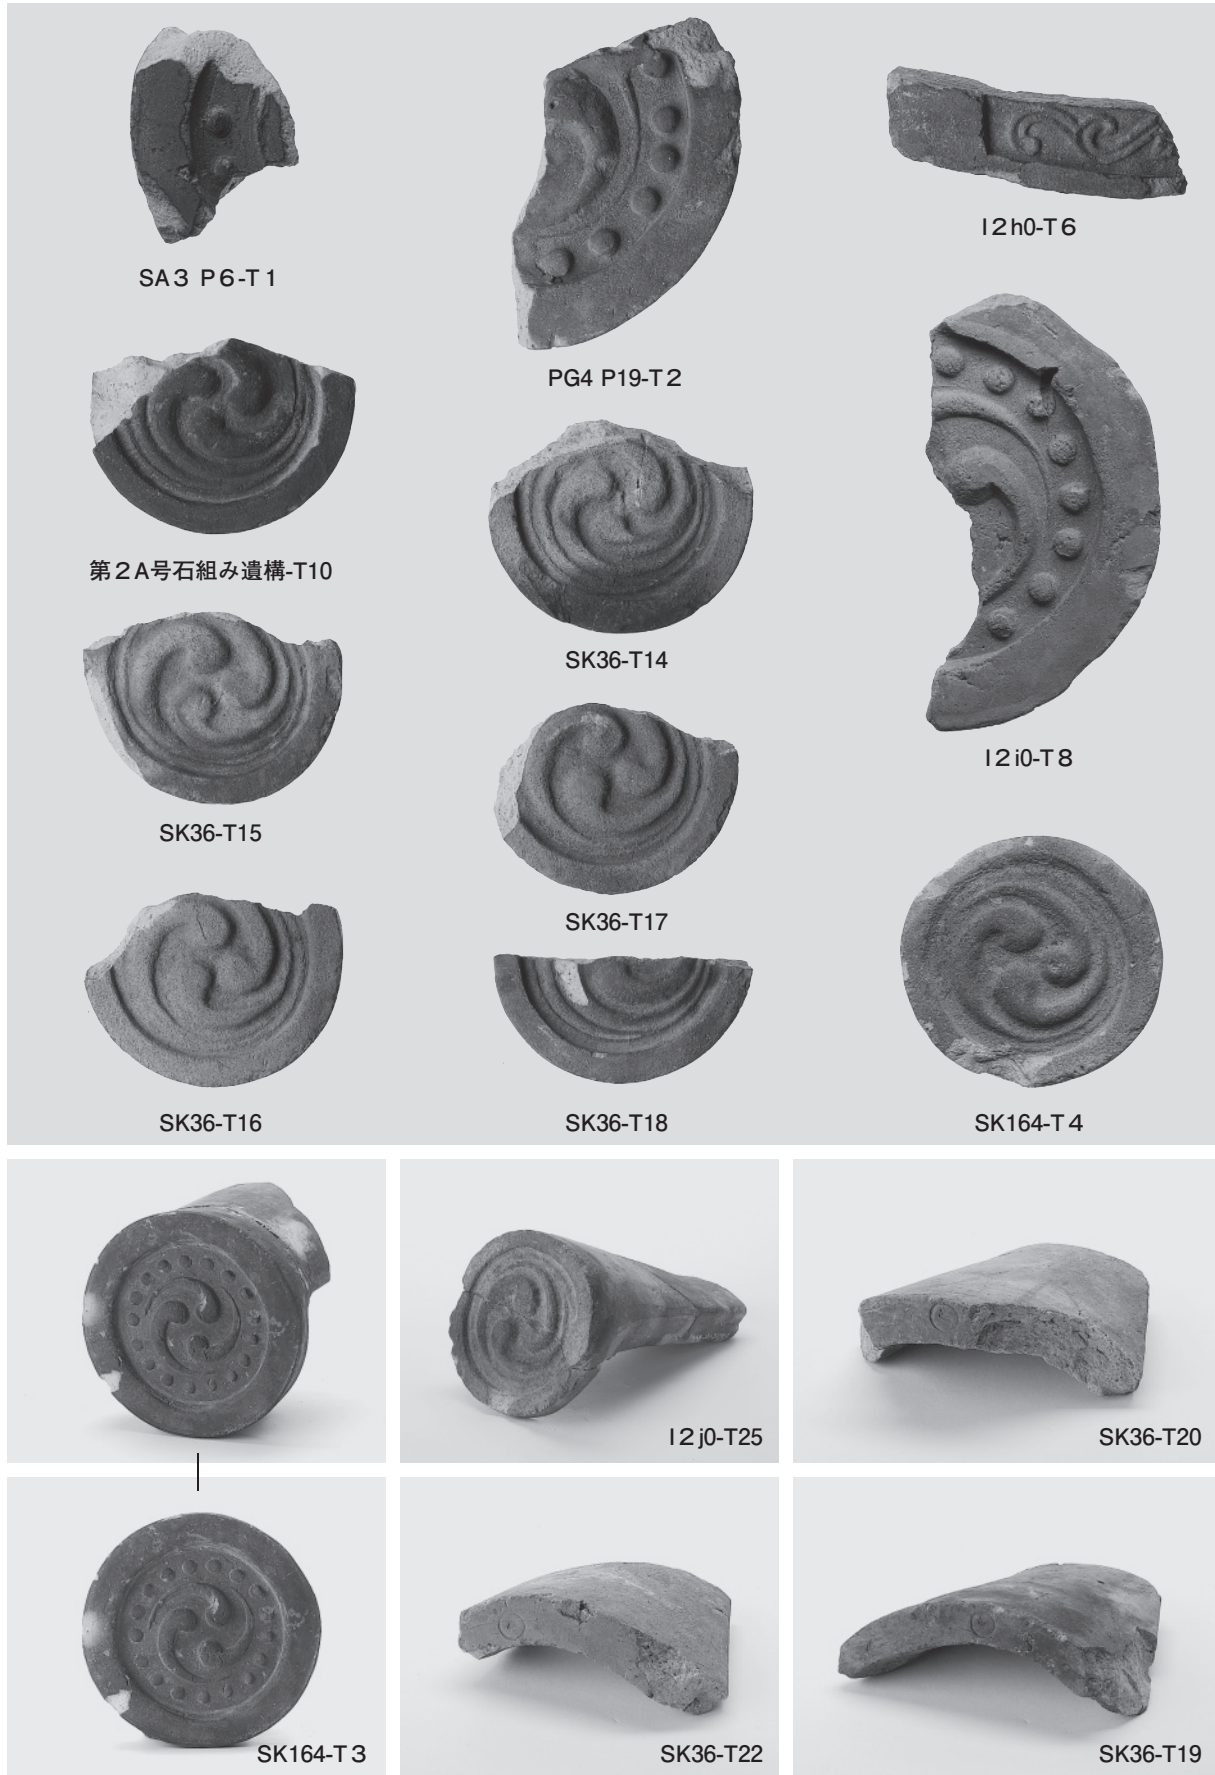 SA3 P6-T1
PG4 P19-T2
I2h0-T6
第2A号石組み遺構-T10
SK36-T14
I2i0-T8
SK36-T15
SK36-T17
SK36-T16
SK36-T18
SK164-T4
I2j0-T25
SK36-T20
SK164-T3
SK36-T22
SK36-T19